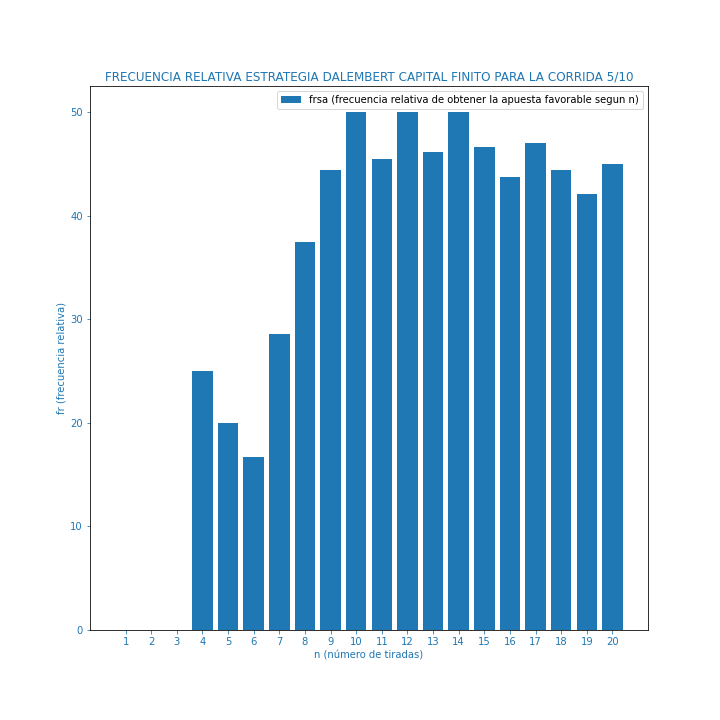 FRECUENCIA RELATIVA ESTRATEGIA DALEMBERT CAPITAL FINITO PARA LA CORRIDA 5/10
frsa (frecuencia relativa de obtener la apuesta favorable segun n)
50
40
30
20
10
0
fr (frecuencia relativa)
1 2 3 4 5 6 7 8 9 10 11 12 13 14 15 16 17 18 19 20
n (número de tiradas)